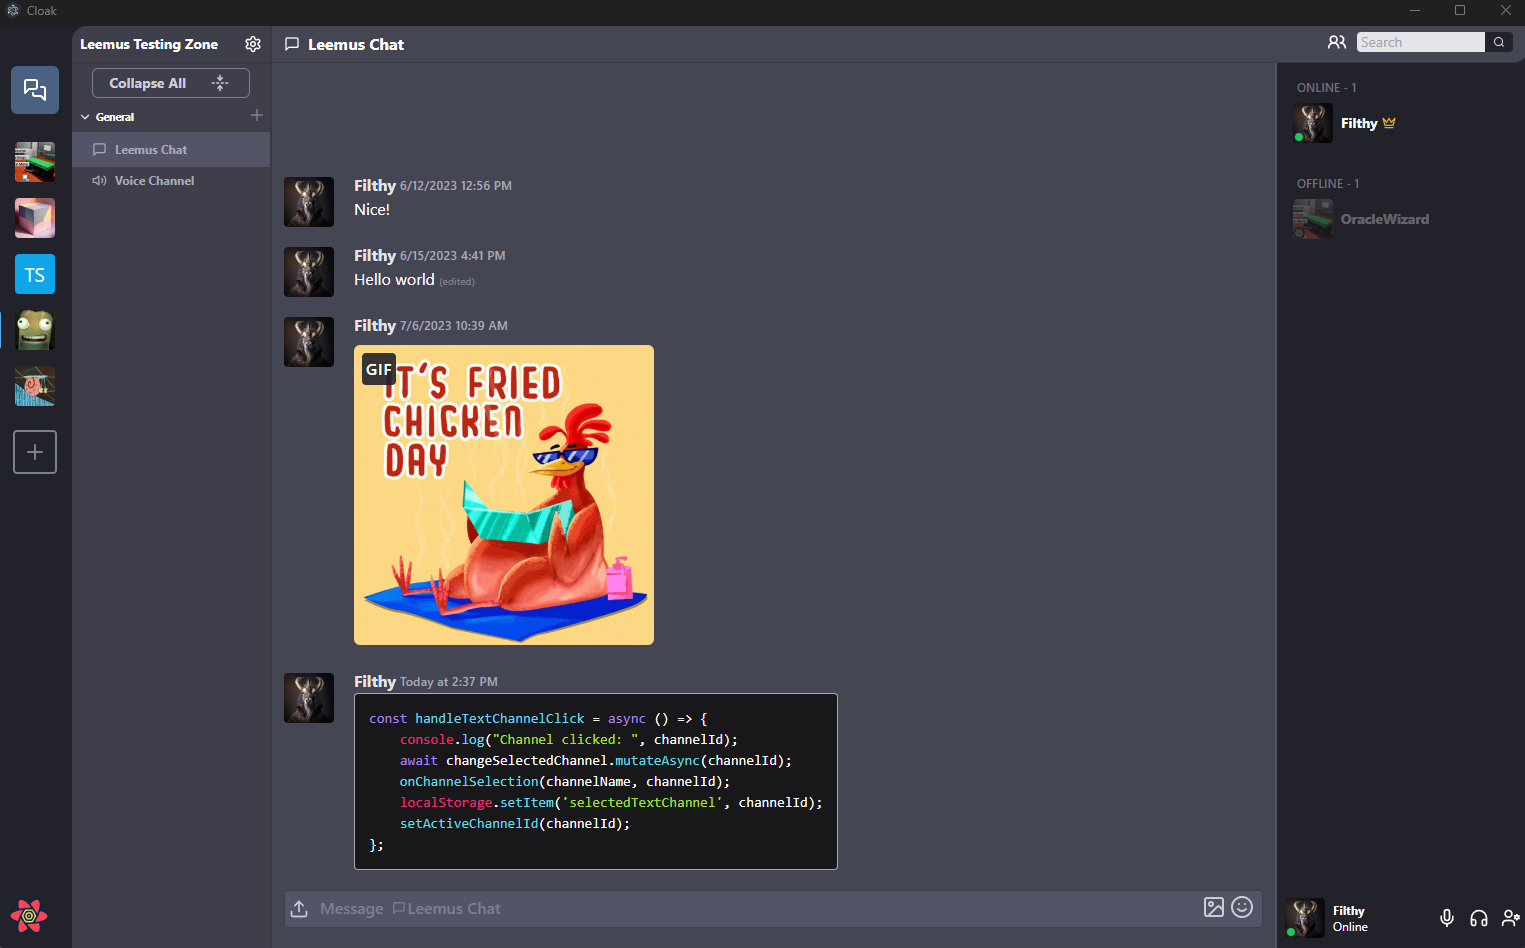 Cloak
Leemus Testing Zone
Collapse All
General
Leemus Chat
Voice Channel
TS
Leemus Chat
Search
Filthy 6/12/2023 12:56 PM
Nice!
Filthy 6/15/2023 4:41 PM
Hello world (edited)
Filthy 7/6/2023 10:39 AM
GIF
IT'S FRIED
CHICKEN
DAY
Filthy Today at 2:37 PM
const handleTextChannelClick = async () => {
console.log("Channel clicked: ", channelId);
await changeSelectedChannel.mutateAsync(channelId);
onChannelSelection(channelName, channelId);
localStorage.setItem('selectedTextChannel', channelId);
setActiveChannelId(channelId);
};
Message Leemus Chat
ONLINE - 1
Filthy
OFFLINE - 1
OracleWizard
Filthy
Online